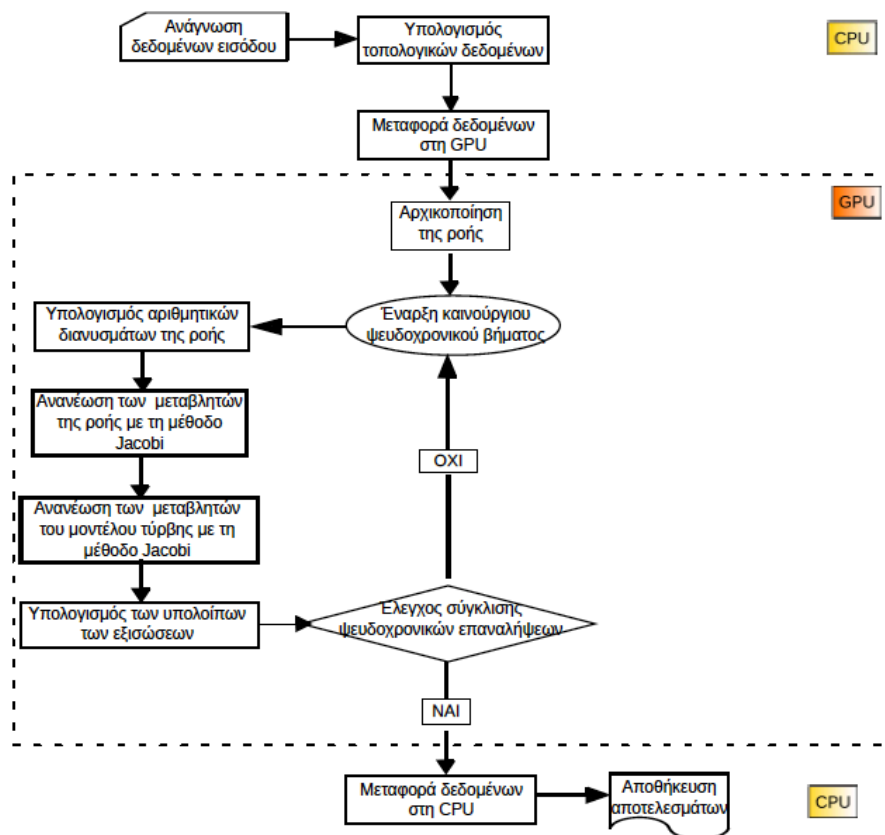 Ανάγνωση
δεδομένων εισόδου
Υπολογισμός
τοπολογικών δεδομένων
CPU
Μεταφορά δεδομένων
στη GPU
GPU
Αρχικοποίηση
της ροής
Έναρξη καινούργιου
ψευδοχρονικού βήματος
Υπολογισμός αριθμητικών
διανυσμάτων της ροής
Ανανέωση των μεταβλητών
της ροής με τη μέθοδο
Jacobi
ΟΧΙ
Ανανέωση των μεταβλητών
του μοντέλου τύρβης με τη
μέθοδο Jacobi
Υπολογισμός των υπολοίπων
των εξισώσεων
Έλεγχος σύγκλισης
ψευδοχρονικών επαναλήψεων
ΝΑΙ
Μεταφορά δεδομένων
στη CPU
Αποθήκευση
αποτελεσμάτων
CPU